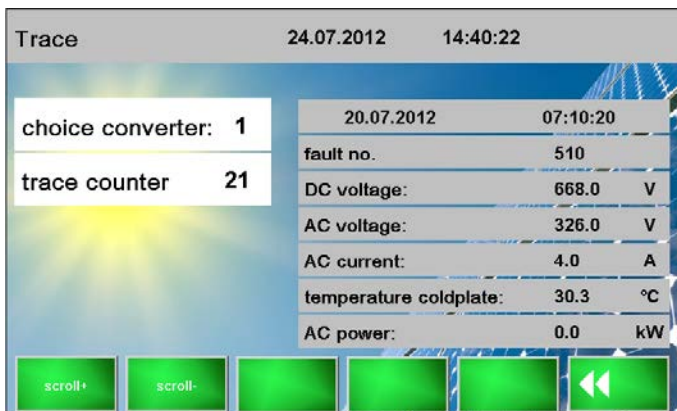 Trace 24.07.2012 14:40:22
choice converter: 1
trace counter 21
20.07.2012 07:10:20
fault no. 510
DC voltage: 668.0 V
AC voltage: 326.0 V
AC current: 4.0 A
temperature coldplate: 30.3 °C
AC power: 0.0 kW
scroll+ scroll-